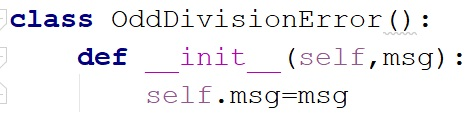 class OddDivisionError():
    def __init__(self,msg):
        self.msg=msg